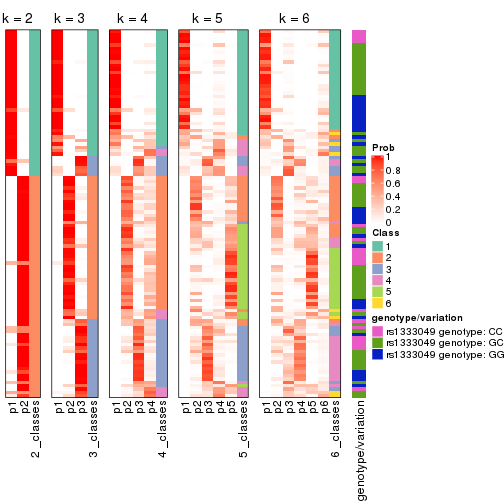 k = 2 k = 3 k = 4 k = 5 k = 6
Prob
1
0.8
0.6
0.4
0.2
0
Class
1
2
3
4
5
6
genotype/variation
rs1333049 genotype: CC
rs1333049 genotype: GC
rs1333049 genotype: GG
p1 p2 2_classes p1 p2 p3 3_classes p1 p2 p3 p4 4_classes p1 p2 p3 p4 p5 5_classes p1 p2 p3 p4 p5 p6 6_classes genotype/variation